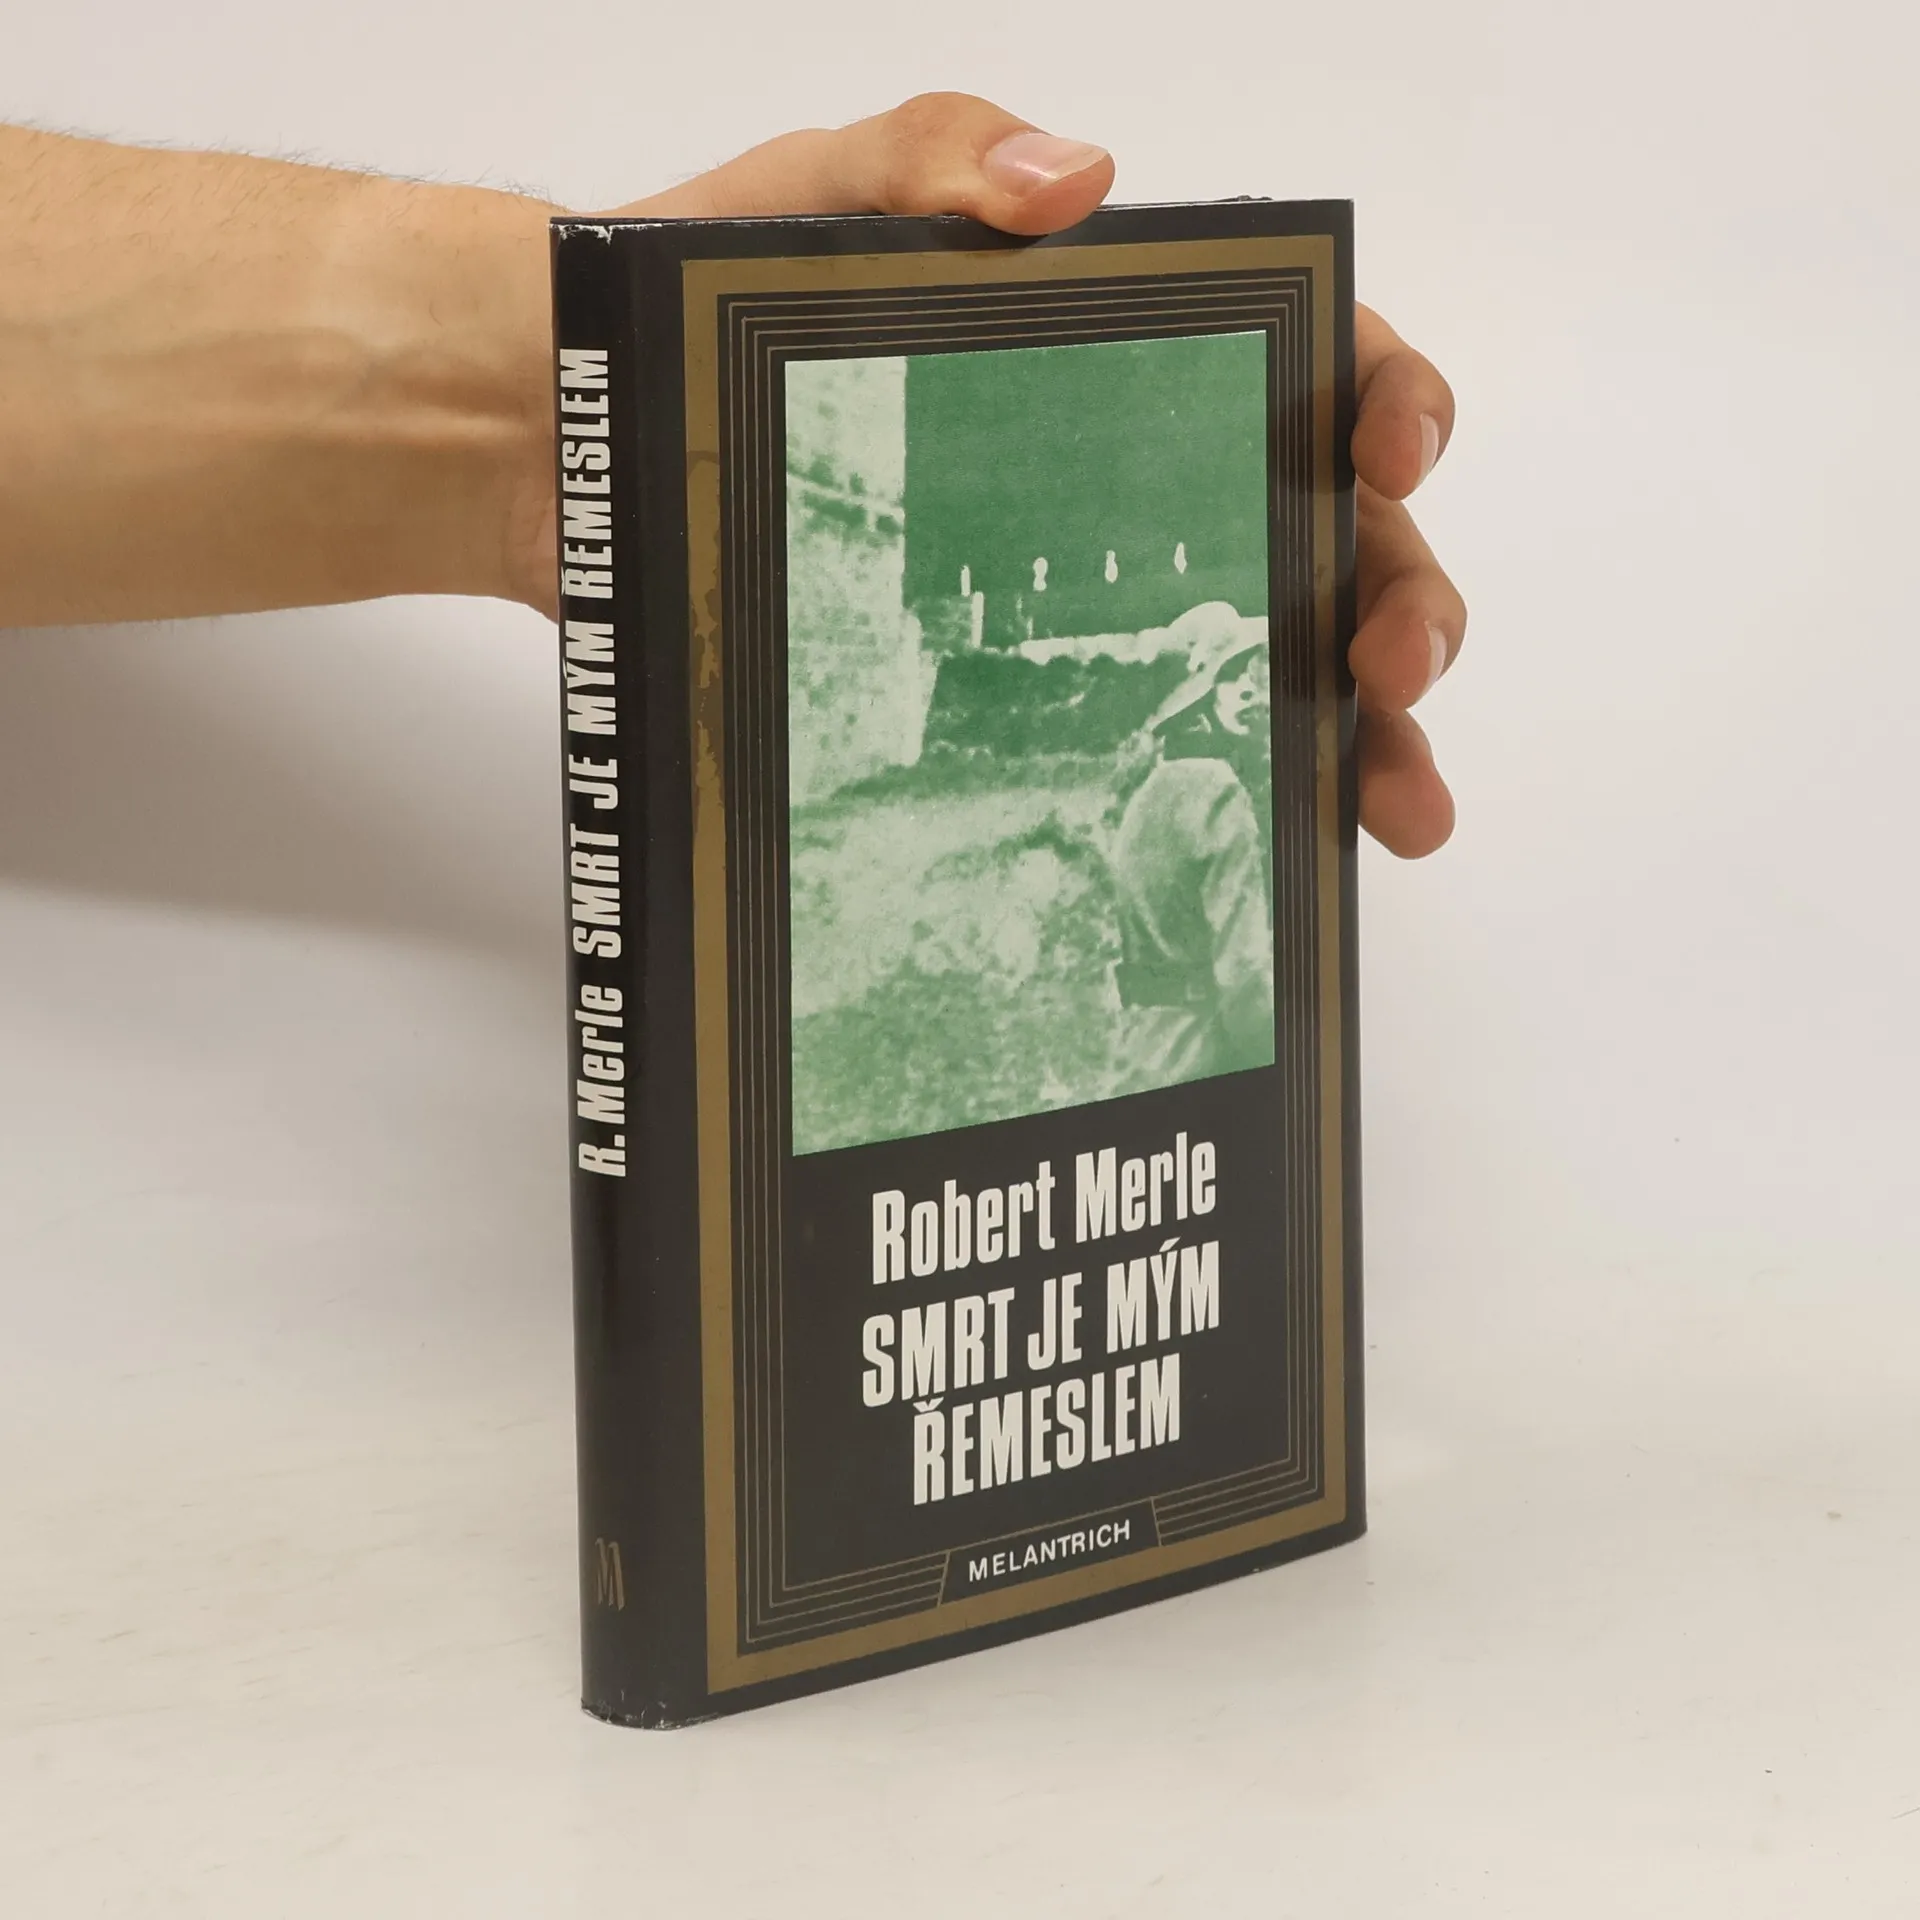 R. Merle SMRT JE MÝM ŘEMESLEM
M
Robert Merle
SMRT JE MÝM
ŘEMESLEM
MELANTRICH